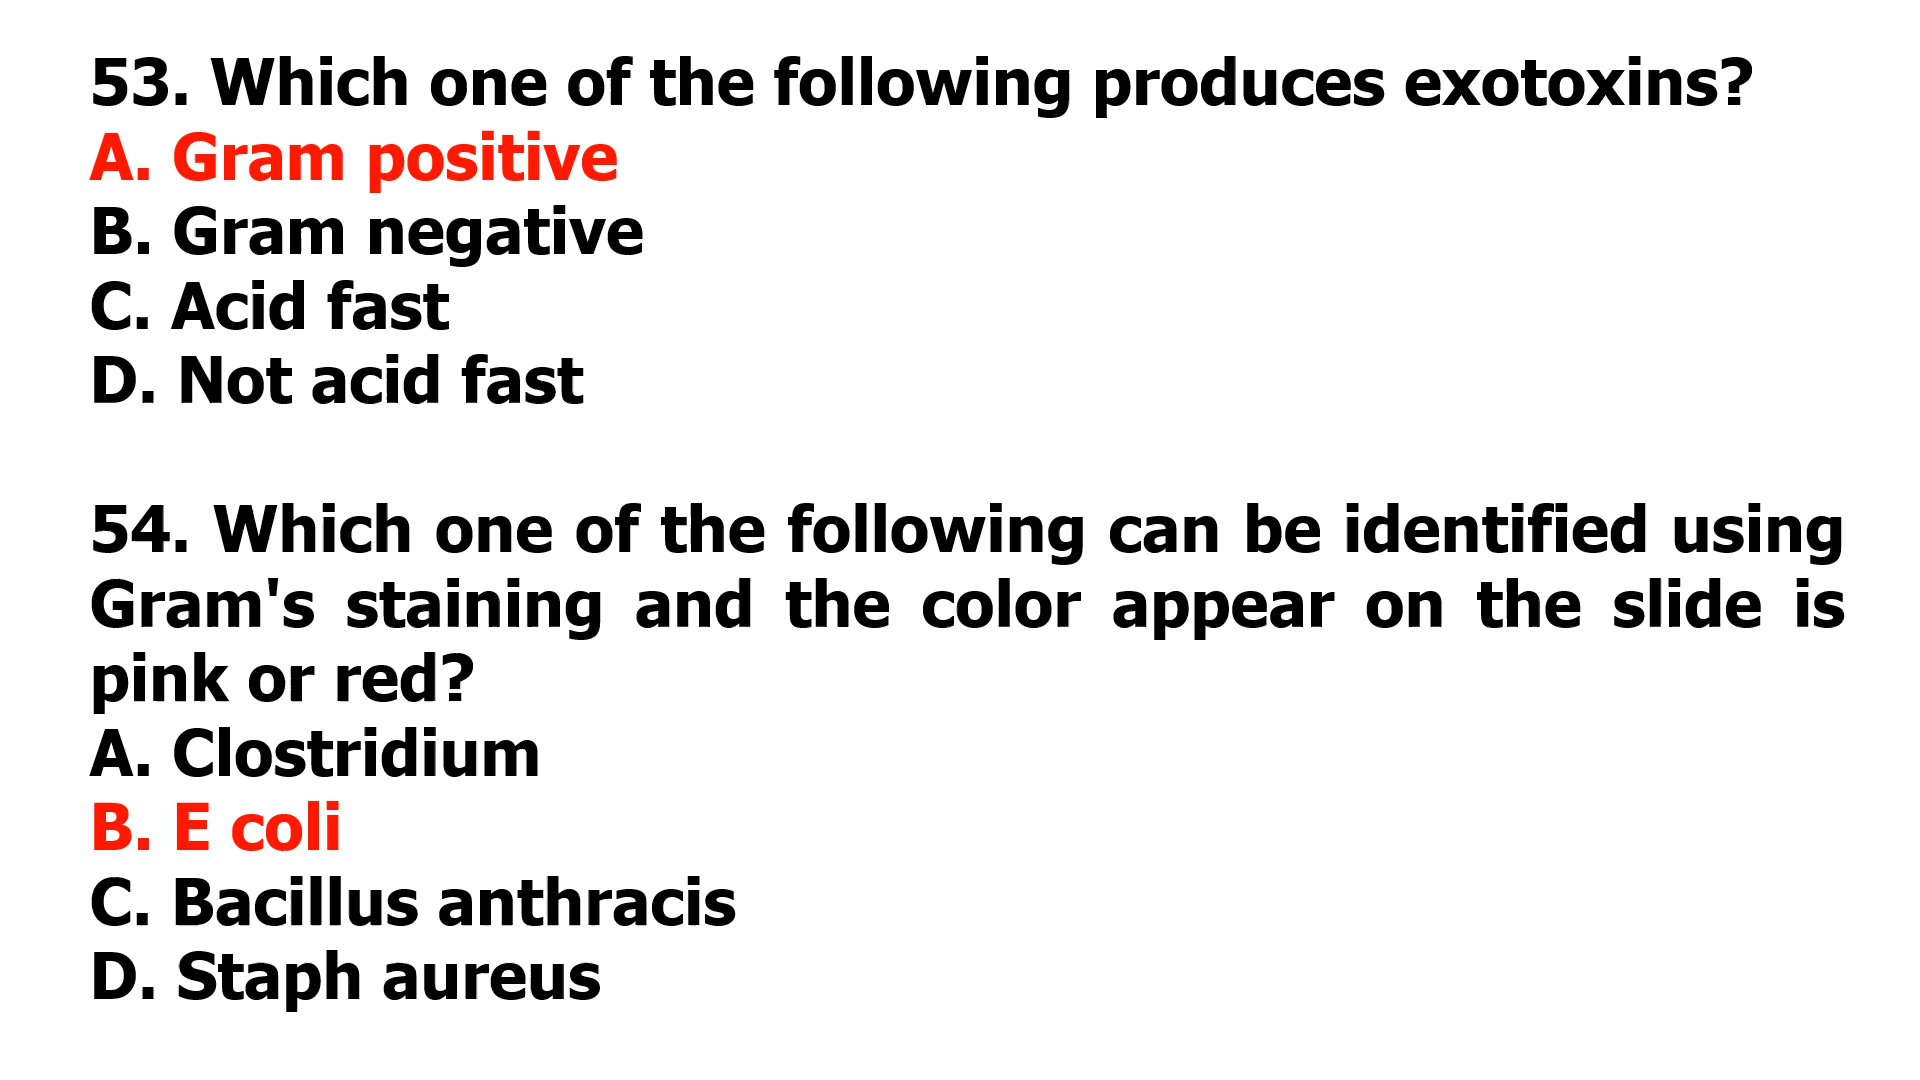 53. Which one of the following produces exotoxins?
A. Gram positive
B. Gram negative
C. Acid fast
D. Not acid fast
54. Which one of the following can be identified using
Gram's staining and the color appear on the slide is
pink or red?
A. Clostridium
B. E coli
C. Bacillus anthracis
D. Staph aureus